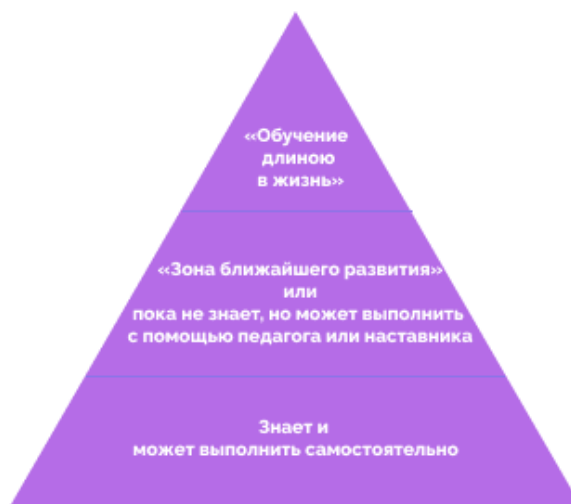 «Обучение
длиною
в жизнь»
«Зона ближайшего развития»
или
пока не знает, но может выполнить
с помощью педагога или наставника
Знает и
может выполнить самостоятельно